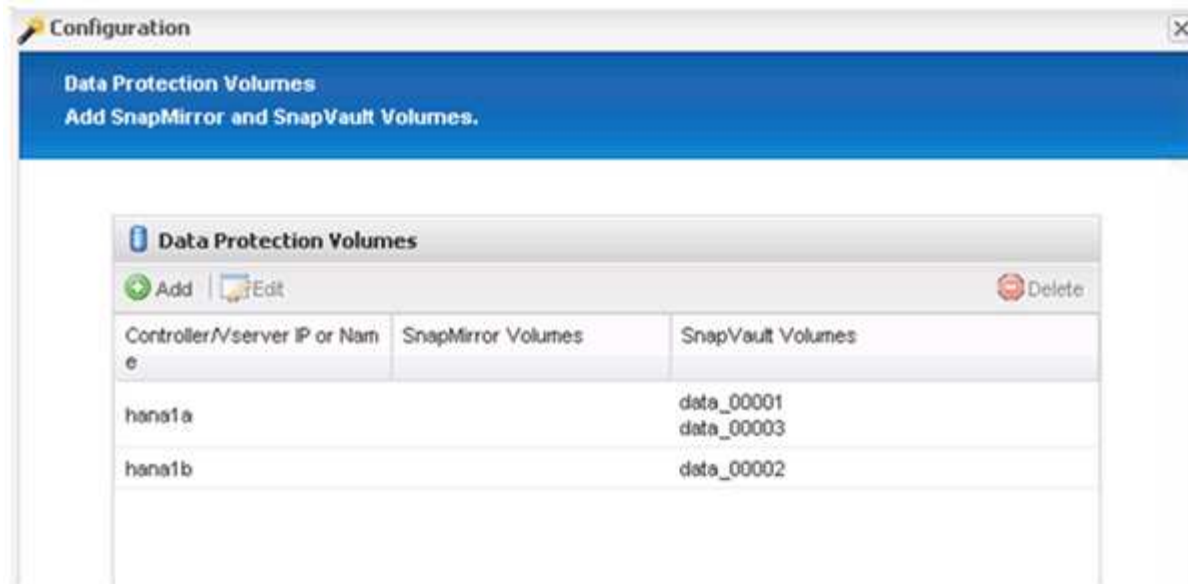 Configuration
Data Protection Volumes
Add SnapMirror and SnapVault Volumes.
Data Protection Volumes
Add Edit Delete
Controller/Vserver IP or Nam SnapMirror Volumes SnapVault Volumes
e
data_00001
hana1a
data_00003
hana1b data_00002